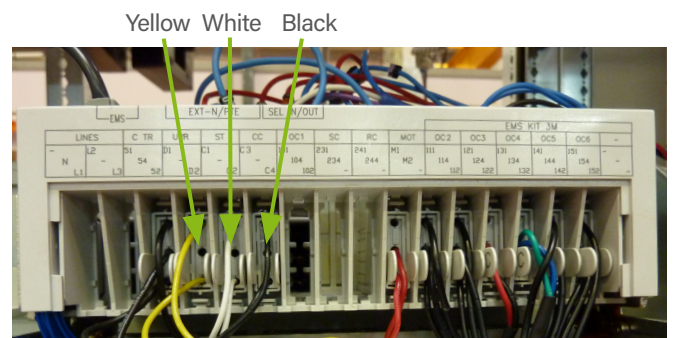 Yellow White Black
EMS EXT-N/PTE SEL IN/OUT
EMS KIT 3M
LINES C TR UVR ST CC OC1 SC RC MOT OC2 OC3 OC4 OC5 OC6 -
- L2 51 D1 C1 C3 101 231 241 M1 111 121 131 141 151 -
N - 54 - - - 104 234 244 M2 114 124 134 144 154 -
L1 L3 52 D2 C2 C4 102 - - 112 122 132 142 152 -